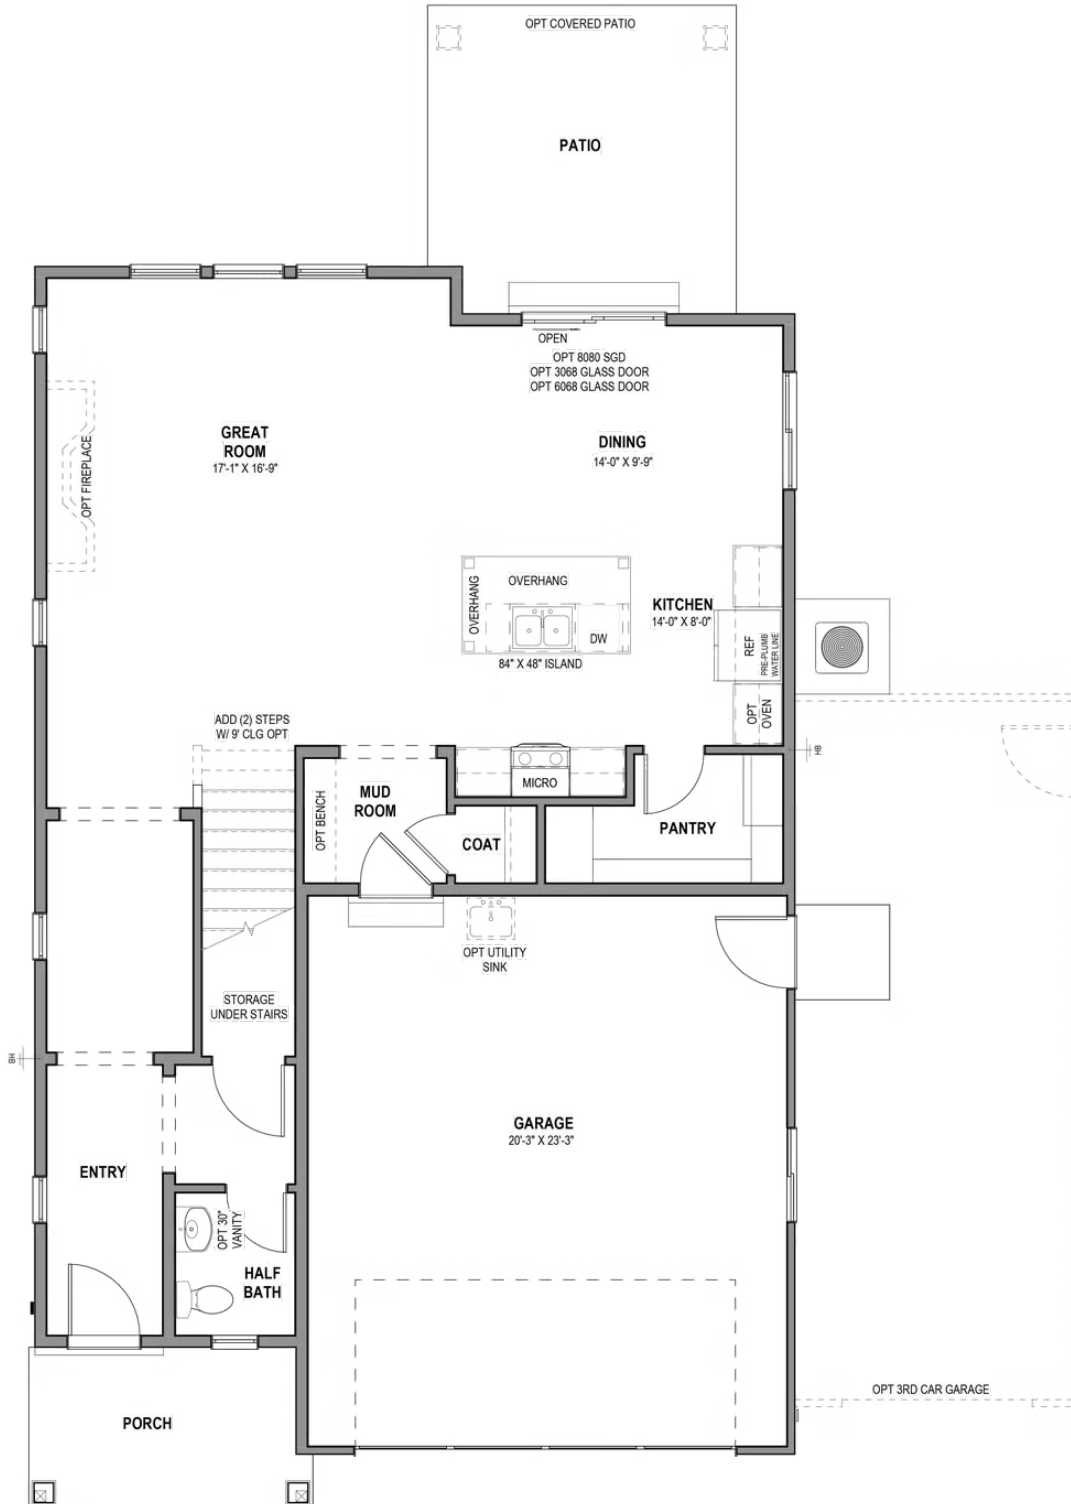 OPT COVERED PATIO
PATIO
OPEN
OPT 8080 SGD
OPT 3068 GLASS DOOR
OPT 6068 GLASS DOOR
GREAT
ROOM
17'-1" X 16'-9"
DINING
14'-0" X 9'-9"
OPT FIREPLACE
OVERHANG
OVERHANG
DW
84" X 48" ISLAND
KITCHEN
14'-0" X 8'-0"
REF
PRE-PLUMB
WATER LINE
OPT
OVEN
ADD (2) STEPS
W/ 9' CLG OPT
HB
MUD
ROOM
OPT BENCH
MICRO
COAT
PANTRY
OPT UTILITY
SINK
STORAGE
UNDER STAIRS
HB
GARAGE
20'-3" X 23'-3"
ENTRY
OPT 30"
VANITY
HALF
BATH
OPT 3RD CAR GARAGE
PORCH